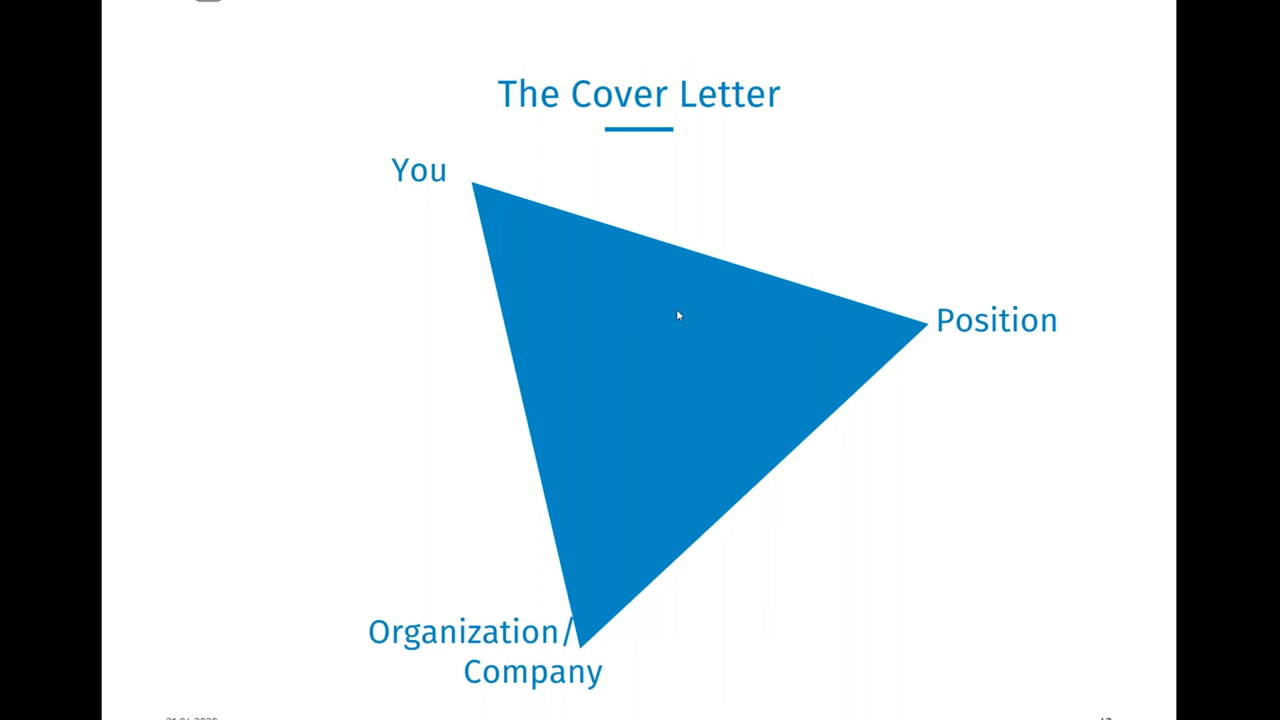 The Cover Letter
You
Position
Organization/
Company